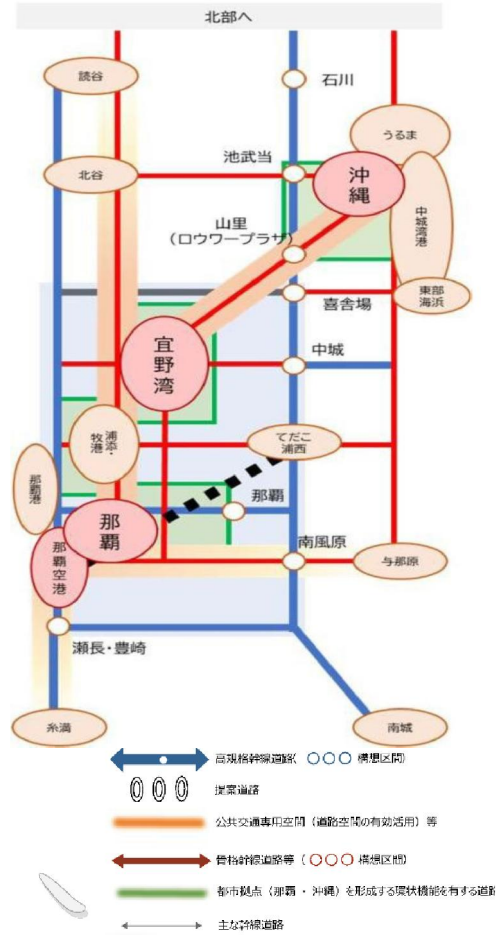 北部へ
読谷
石川
うるま
池武当
北谷
沖縄
中城湾港
山里
(ロウワープラザ)
東部
海浜
喜舎場
宜野湾
中城
浦添・
牧港
てだこ
浦西
那覇港
那覇
那覇
南風原
那覇空港
与那原
瀬長・豊崎
糸満
南城
高規格幹線道路( ○○○ 構想区間)
提案道路
公共交通専用空間(道路空間の有効活用)等
骨格幹線道路等(○○○ 構想区間)
都市拠点(那覇・沖縄)を形成する環状機能を有する道路
主な幹線道路